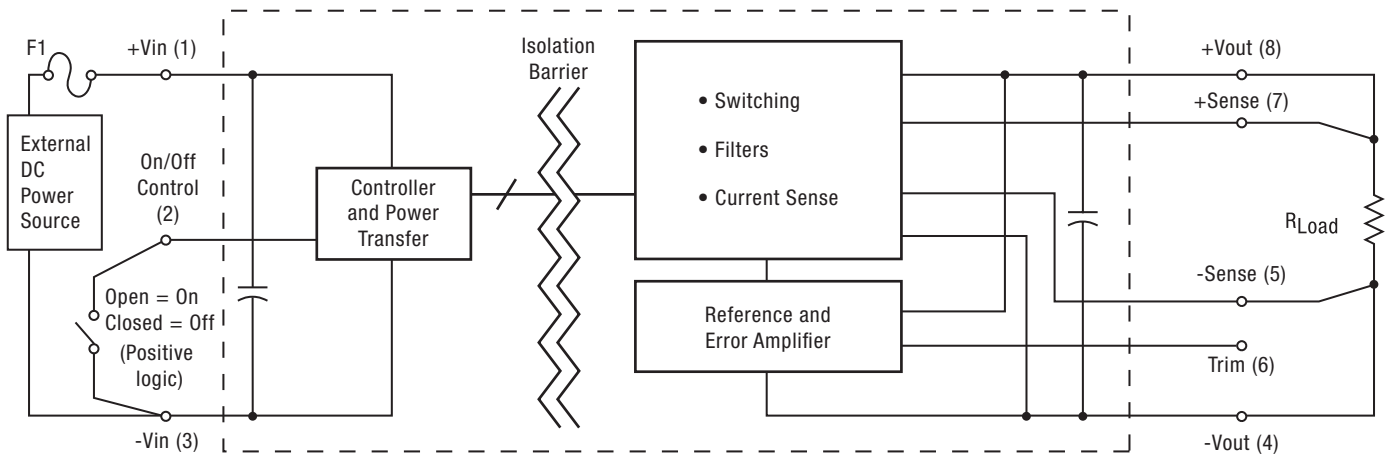 F1
+Vin (1)
External
DC
Power
Source
On/Off
Control
(2)
Open = On
Closed = Off
(Positive
logic)
-Vin (3)
Controller
and Power
Transfer
Isolation
Barrier
• Switching
• Filters
• Current Sense
Reference and
Error Amplifier
+Vout (8)
+Sense (7)
RLoad
-Sense (5)
Trim (6)
-Vout (4)